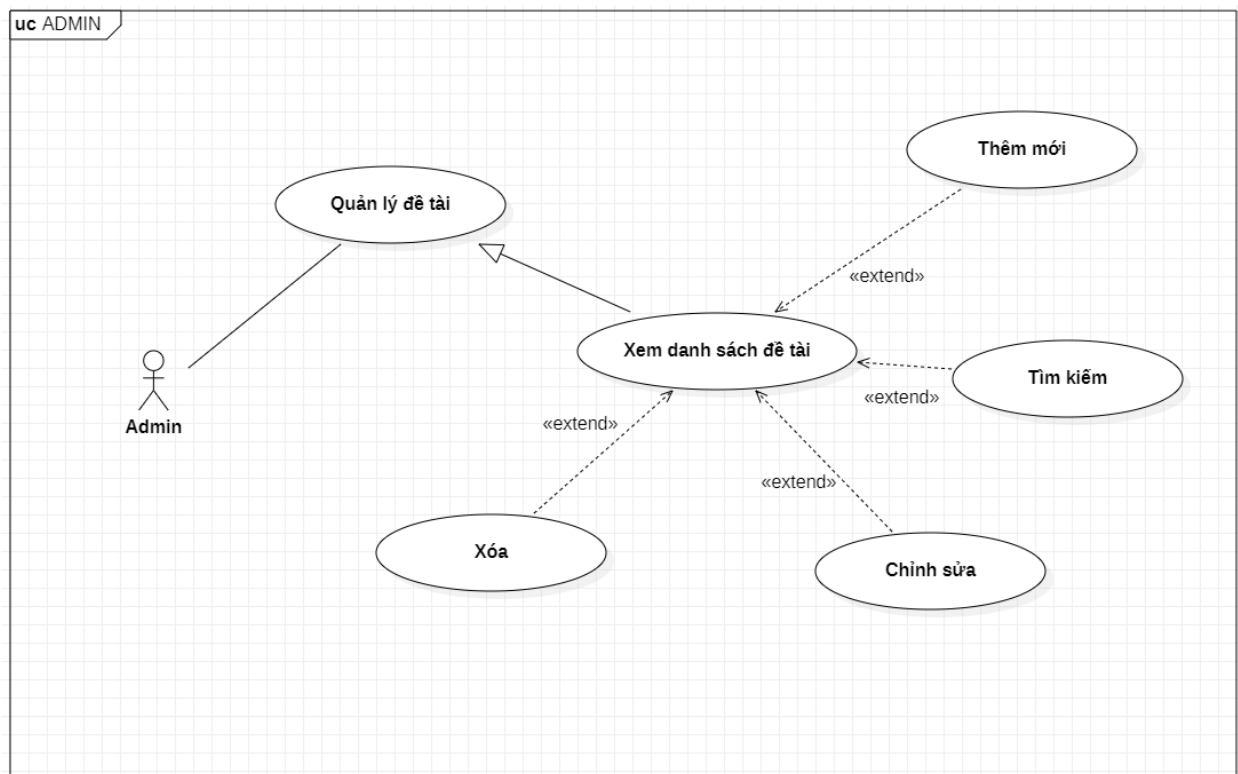 uc ADMIN
Thêm mới
Quản lý đề tài
«extend»
Xem danh sách đề tài
Tìm kiếm
«extend»
Admin
«extend»
«extend»
Xóa
Chỉnh sửa